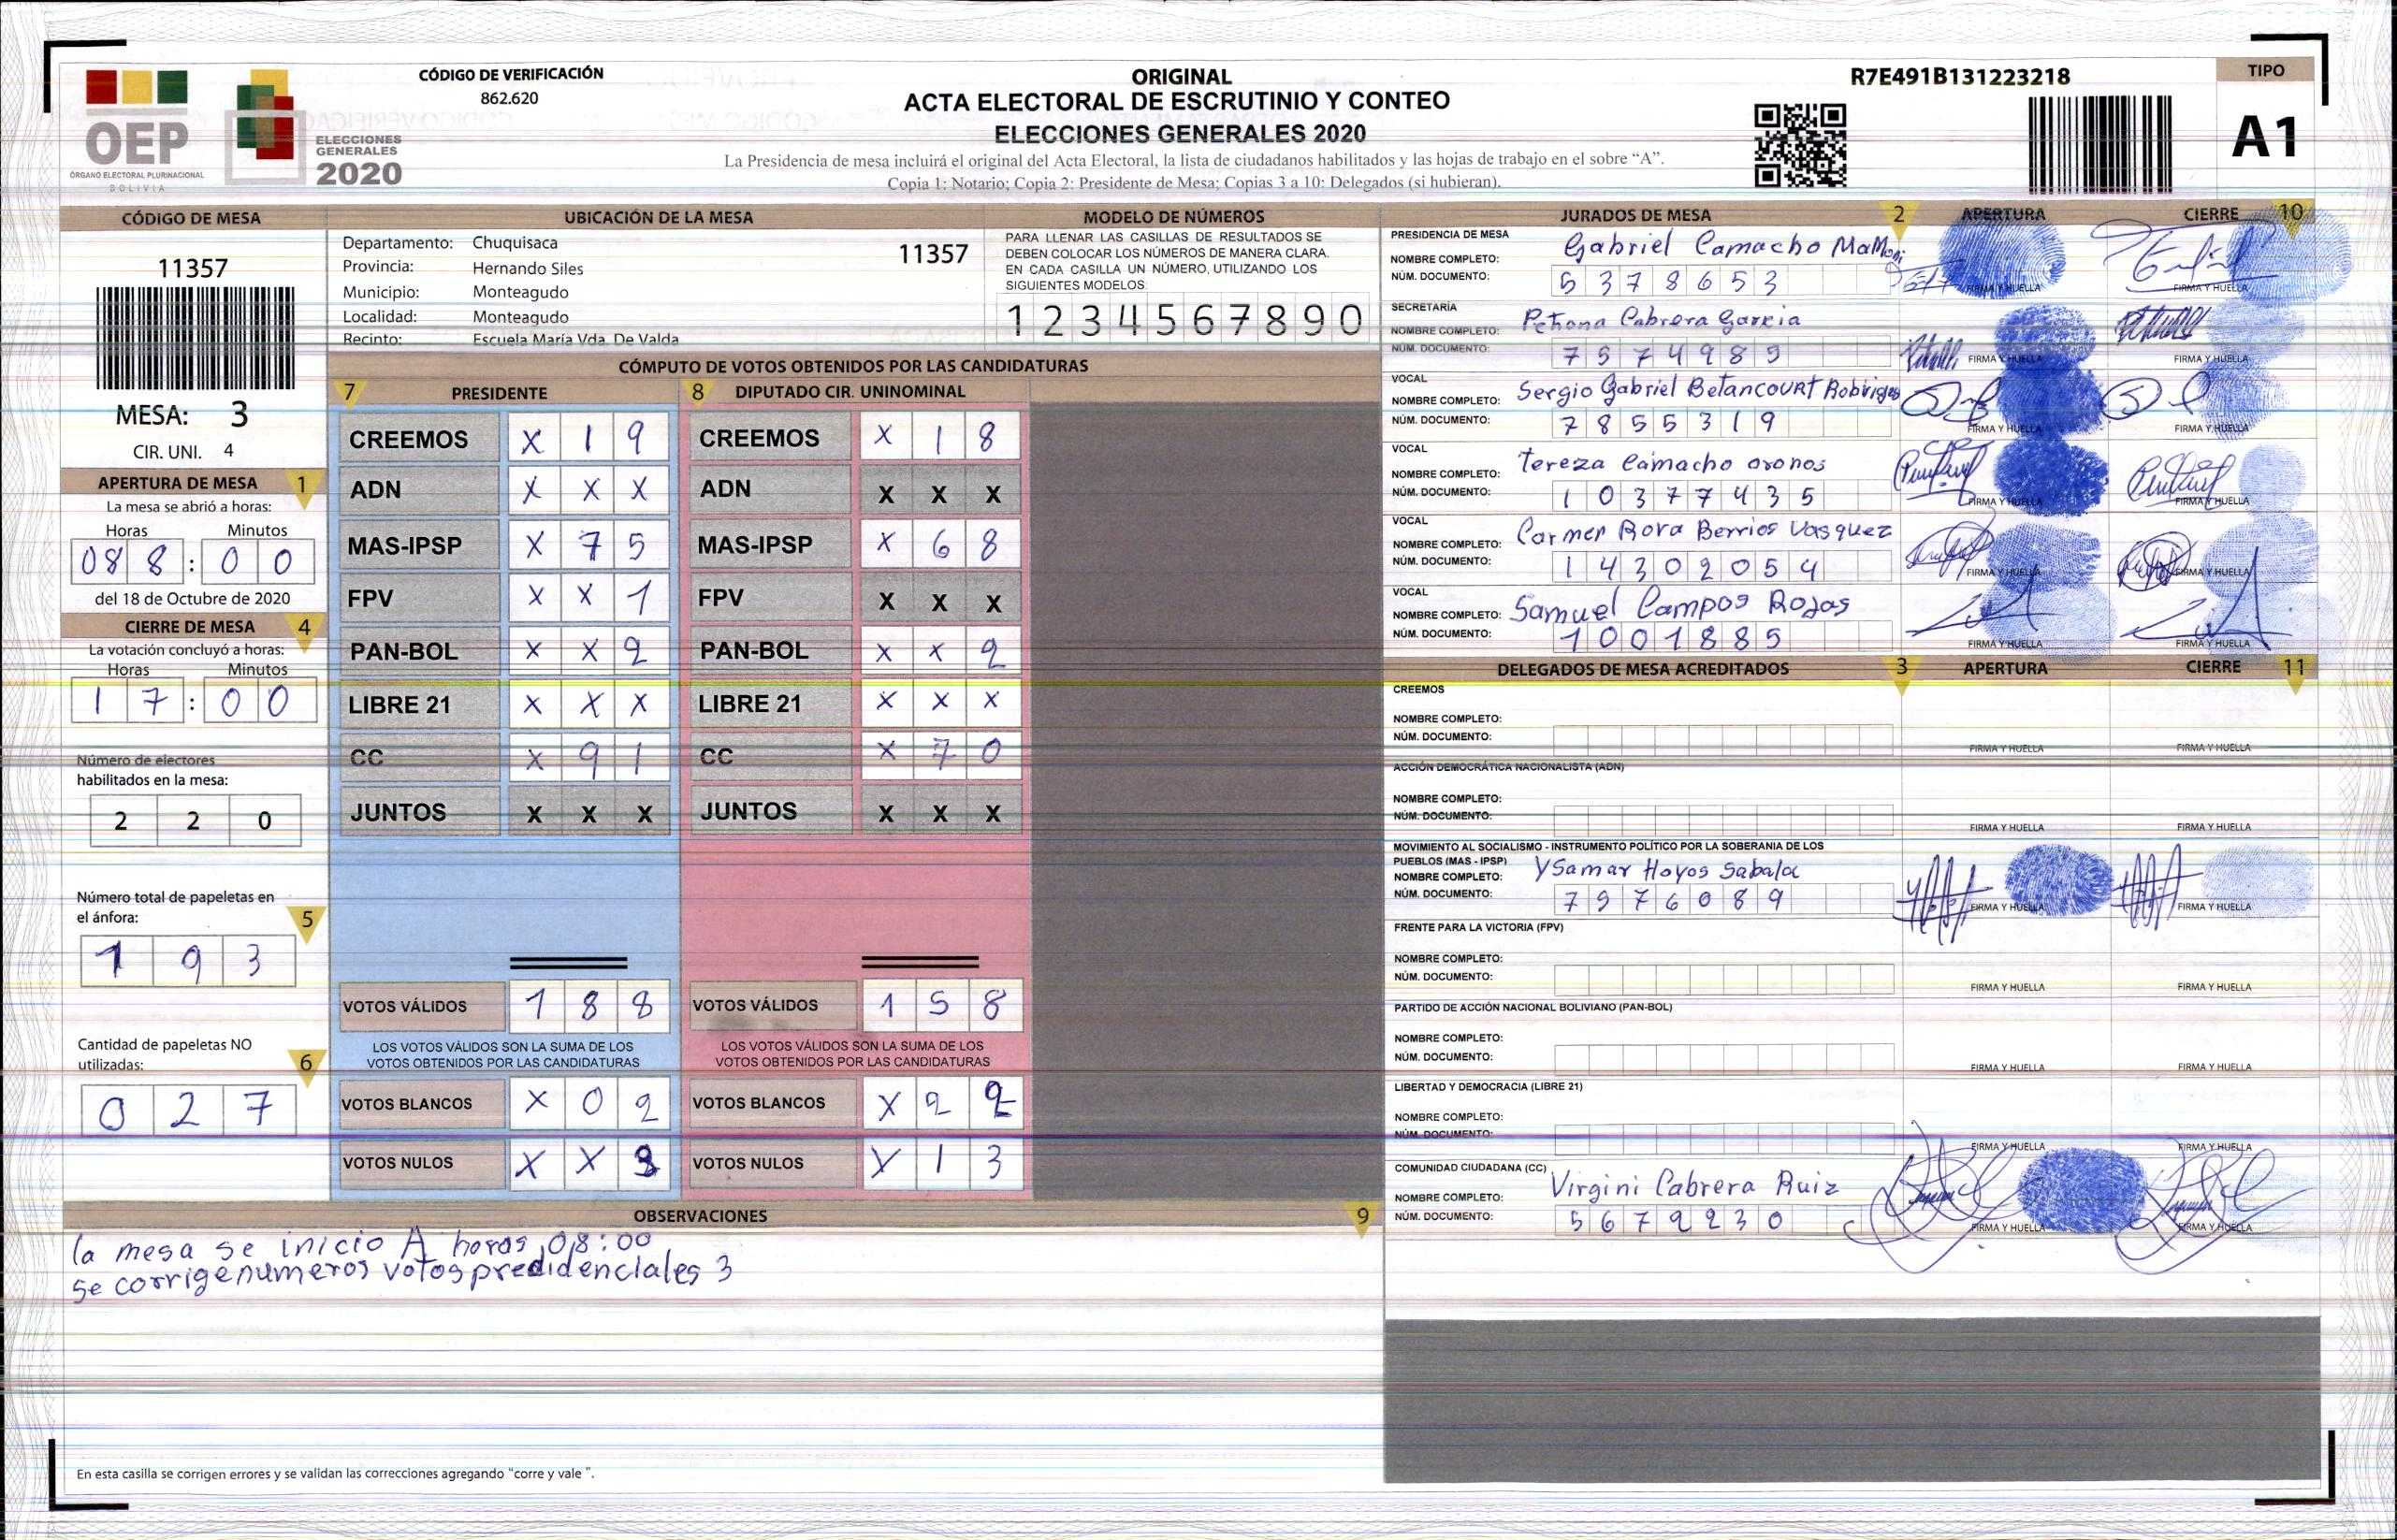 CÓDIGO DE VERIFICACIÓN
862.620
ORIGINAL
ACTA ELECTORAL DE ESCRUTINIO Y CONTEO
ELECCIONES GENERALES 2020
La Presidencia de mesa incluirá el original del Acta Electoral, la lista de ciudadanos habilitados y las hojas de trabajo en el sobre “A”.
Copia 1: Notario; Copia 2: Presidente de Mesa; Copias 3 a 10: Delegados (si hubieran).
R7E491B131223218
TIPO
A1
OEP
ÓRGANO ELECTORAL PLURINACIONAL
BOLIVIA
ELECCIONES
GENERALES
2020
CÓDIGO DE MESA
11357
MESA: 3
CIR. UNI. 4
APERTURA DE MESA 1
La mesa se abrió a horas:
Horas Minutos
08 8 : 0 0
del 18 de Octubre de 2020
CIERRE DE MESA 4
La votación concluyó a horas:
Horas Minutos
1 7 : 0 0
Número de electores
habilitados en la mesa:
2 2 0
Número total de papeletas en
el ánfora: 5
1 9 3
Cantidad de papeletas NO
utilizadas: 6
0 2 7
UBICACIÓN DE LA MESA
Departamento: Chuquisaca 11357
Provincia: Hernando Siles
Municipio: Monteagudo
Localidad: Monteagudo
Recinto: Escuela María Vda. De Valda
MODELO DE NÚMEROS
PARA LLENAR LAS CASILLAS DE RESULTADOS SE
DEBEN COLOCAR LOS NÚMEROS DE MANERA CLARA.
EN CADA CASILLA UN NÚMERO, UTILIZANDO LOS
SIGUIENTES MODELOS
1 2 3 4 5 6 7 8 9 0
CÓMPUTO DE VOTOS OBTENIDOS POR LAS CANDIDATURAS
7 PRESIDENTE
CREEMOS X 1 9
ADN X X X
MAS-IPSP X 7 5
FPV X X 1
PAN-BOL X X 2
LIBRE 21 X X X
CC X 9 1
JUNTOS X X X
VOTOS VÁLIDOS 1 8 8
LOS VOTOS VÁLIDOS SON LA SUMA DE LOS
VOTOS OBTENIDOS POR LAS CANDIDATURAS
VOTOS BLANCOS X 0 2
VOTOS NULOS X X 3
8 DIPUTADO CIR. UNINOMINAL
CREEMOS X 1 8
ADN X X X
MAS-IPSP X 6 8
FPV X X X
PAN-BOL X X 2
LIBRE 21 X X X
CC X 7 0
JUNTOS X X X
VOTOS VÁLIDOS 1 5 8
LOS VOTOS VÁLIDOS SON LA SUMA DE LOS
VOTOS OBTENIDOS POR LAS CANDIDATURAS
VOTOS BLANCOS X 2 2
VOTOS NULOS X 1 3
OBSERVACIONES 9
la mesa se inicio A horas 08:00
se corrige numeros votos predidenciales 3
En esta casilla se corrigen errores y se validan las correcciones agregando “corre y vale ”.
JURADOS DE MESA 2 APERTURA CIERRE 10
PRESIDENCIA DE MESA
NOMBRE COMPLETO: Gabriel Camacho Mamani
NÚM. DOCUMENTO: 5 3 7 8 6 5 3
FIRMA Y HUELLA FIRMA Y HUELLA
SECRETARÍA
NOMBRE COMPLETO: Petrona Cabrera Garcia
NÚM. DOCUMENTO: 7 5 7 4 9 8 9
FIRMA Y HUELLA FIRMA Y HUELLA
VOCAL
NOMBRE COMPLETO: Sergio Gabriel Betancourt
NÚM. DOCUMENTO: 7 8 5 5 3 1 9
FIRMA Y HUELLA FIRMA Y HUELLA
VOCAL
NOMBRE COMPLETO: Tereza Camacho oronos
NÚM. DOCUMENTO: 1 0 3 7 7 4 3 5
FIRMA Y HUELLA FIRMA Y HUELLA
VOCAL
NOMBRE COMPLETO: Carmen Rora Berrios Vasquez
NÚM. DOCUMENTO: 1 4 3 0 2 0 5 4
FIRMA Y HUELLA FIRMA Y HUELLA
VOCAL
NOMBRE COMPLETO: Samuel Campos Rojas
NÚM. DOCUMENTO: 1 0 0 1 8 8 5
FIRMA Y HUELLA FIRMA Y HUELLA
DELEGADOS DE MESA ACREDITADOS 3 APERTURA CIERRE 11
CREEMOS
NOMBRE COMPLETO:
NÚM. DOCUMENTO:
FIRMA Y HUELLA FIRMA Y HUELLA
ACCIÓN DEMOCRÁTICA NACIONALISTA (ADN)
NOMBRE COMPLETO:
NÚM. DOCUMENTO:
FIRMA Y HUELLA FIRMA Y HUELLA
MOVIMIENTO AL SOCIALISMO - INSTRUMENTO POLÍTICO POR LA SOBERANIA DE LOS
PUEBLOS (MAS - IPSP)
NOMBRE COMPLETO: Ysamar Hoyos Sabala
NÚM. DOCUMENTO: 7 9 7 6 0 8 9
FIRMA Y HUELLA FIRMA Y HUELLA
FRENTE PARA LA VICTORIA (FPV)
NOMBRE COMPLETO:
NÚM. DOCUMENTO:
FIRMA Y HUELLA FIRMA Y HUELLA
PARTIDO DE ACCIÓN NACIONAL BOLIVIANO (PAN-BOL)
NOMBRE COMPLETO:
NÚM. DOCUMENTO:
FIRMA Y HUELLA FIRMA Y HUELLA
LIBERTAD Y DEMOCRACIA (LIBRE 21)
NOMBRE COMPLETO:
NÚM. DOCUMENTO:
FIRMA Y HUELLA FIRMA Y HUELLA
COMUNIDAD CIUDADANA (CC)
NOMBRE COMPLETO: Virgini Cabrera Ruiz
NÚM. DOCUMENTO: 5 6 7 9 2 3 0
FIRMA Y HUELLA FIRMA Y HUELLA